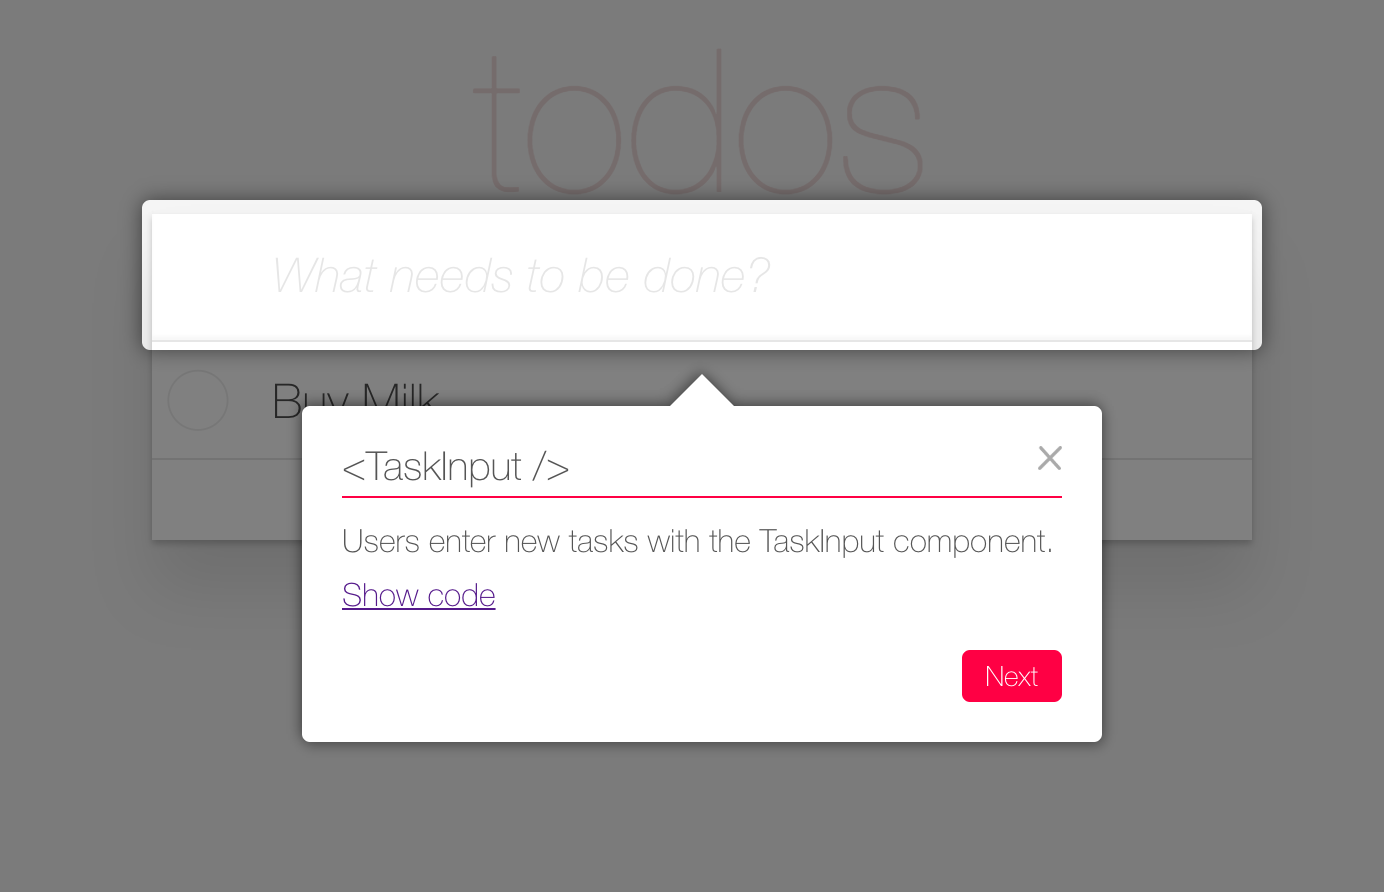 todos
What needs to be done?
Buy Milk
<TaskInput />
Users enter new tasks with the TaskInput component.
Show code
Next